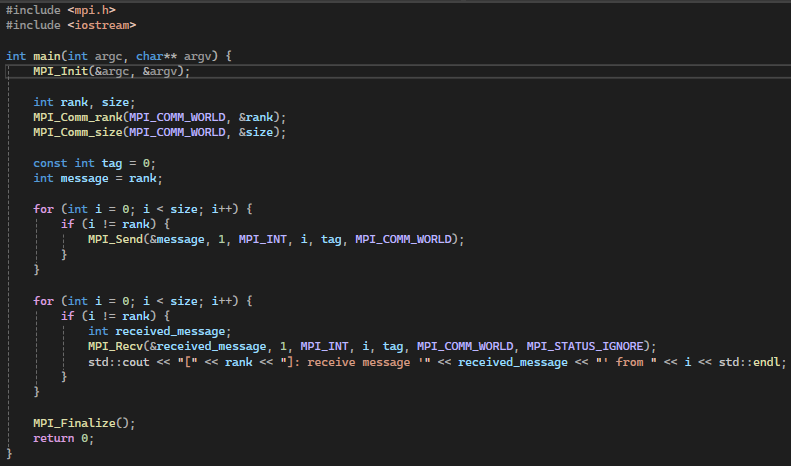 #include <mpi.h>
#include <iostream>
int main(int argc, char** argv) {
MPI_Init(&argc, &argv);
int rank, size;
MPI_Comm_rank(MPI_COMM_WORLD, &rank);
MPI_Comm_size(MPI_COMM_WORLD, &size);
const int tag = 0;
int message = rank;
for (int i = 0; i < size; i++) {
if (i != rank) {
MPI_Send(&message, 1, MPI_INT, i, tag, MPI_COMM_WORLD);
}
}
for (int i = 0; i < size; i++) {
if (i != rank) {
int received_message;
MPI_Recv(&received_message, 1, MPI_INT, i, tag, MPI_COMM_WORLD, MPI_STATUS_IGNORE);
std::cout << "[" << rank << "]: receive message '" << received_message << "' from " << i << std::endl;
}
}
MPI_Finalize();
return 0;
}